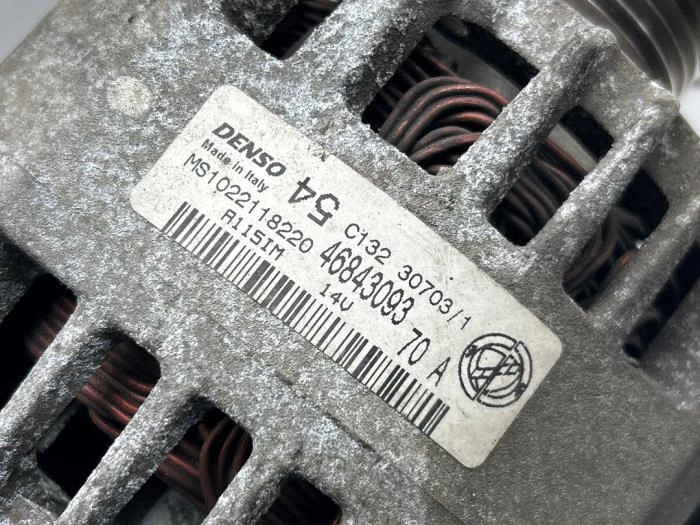 DENSO 54 C132 30703/1
Made in Italy
MS1022118220 46843093 70 A
A115IM 14V